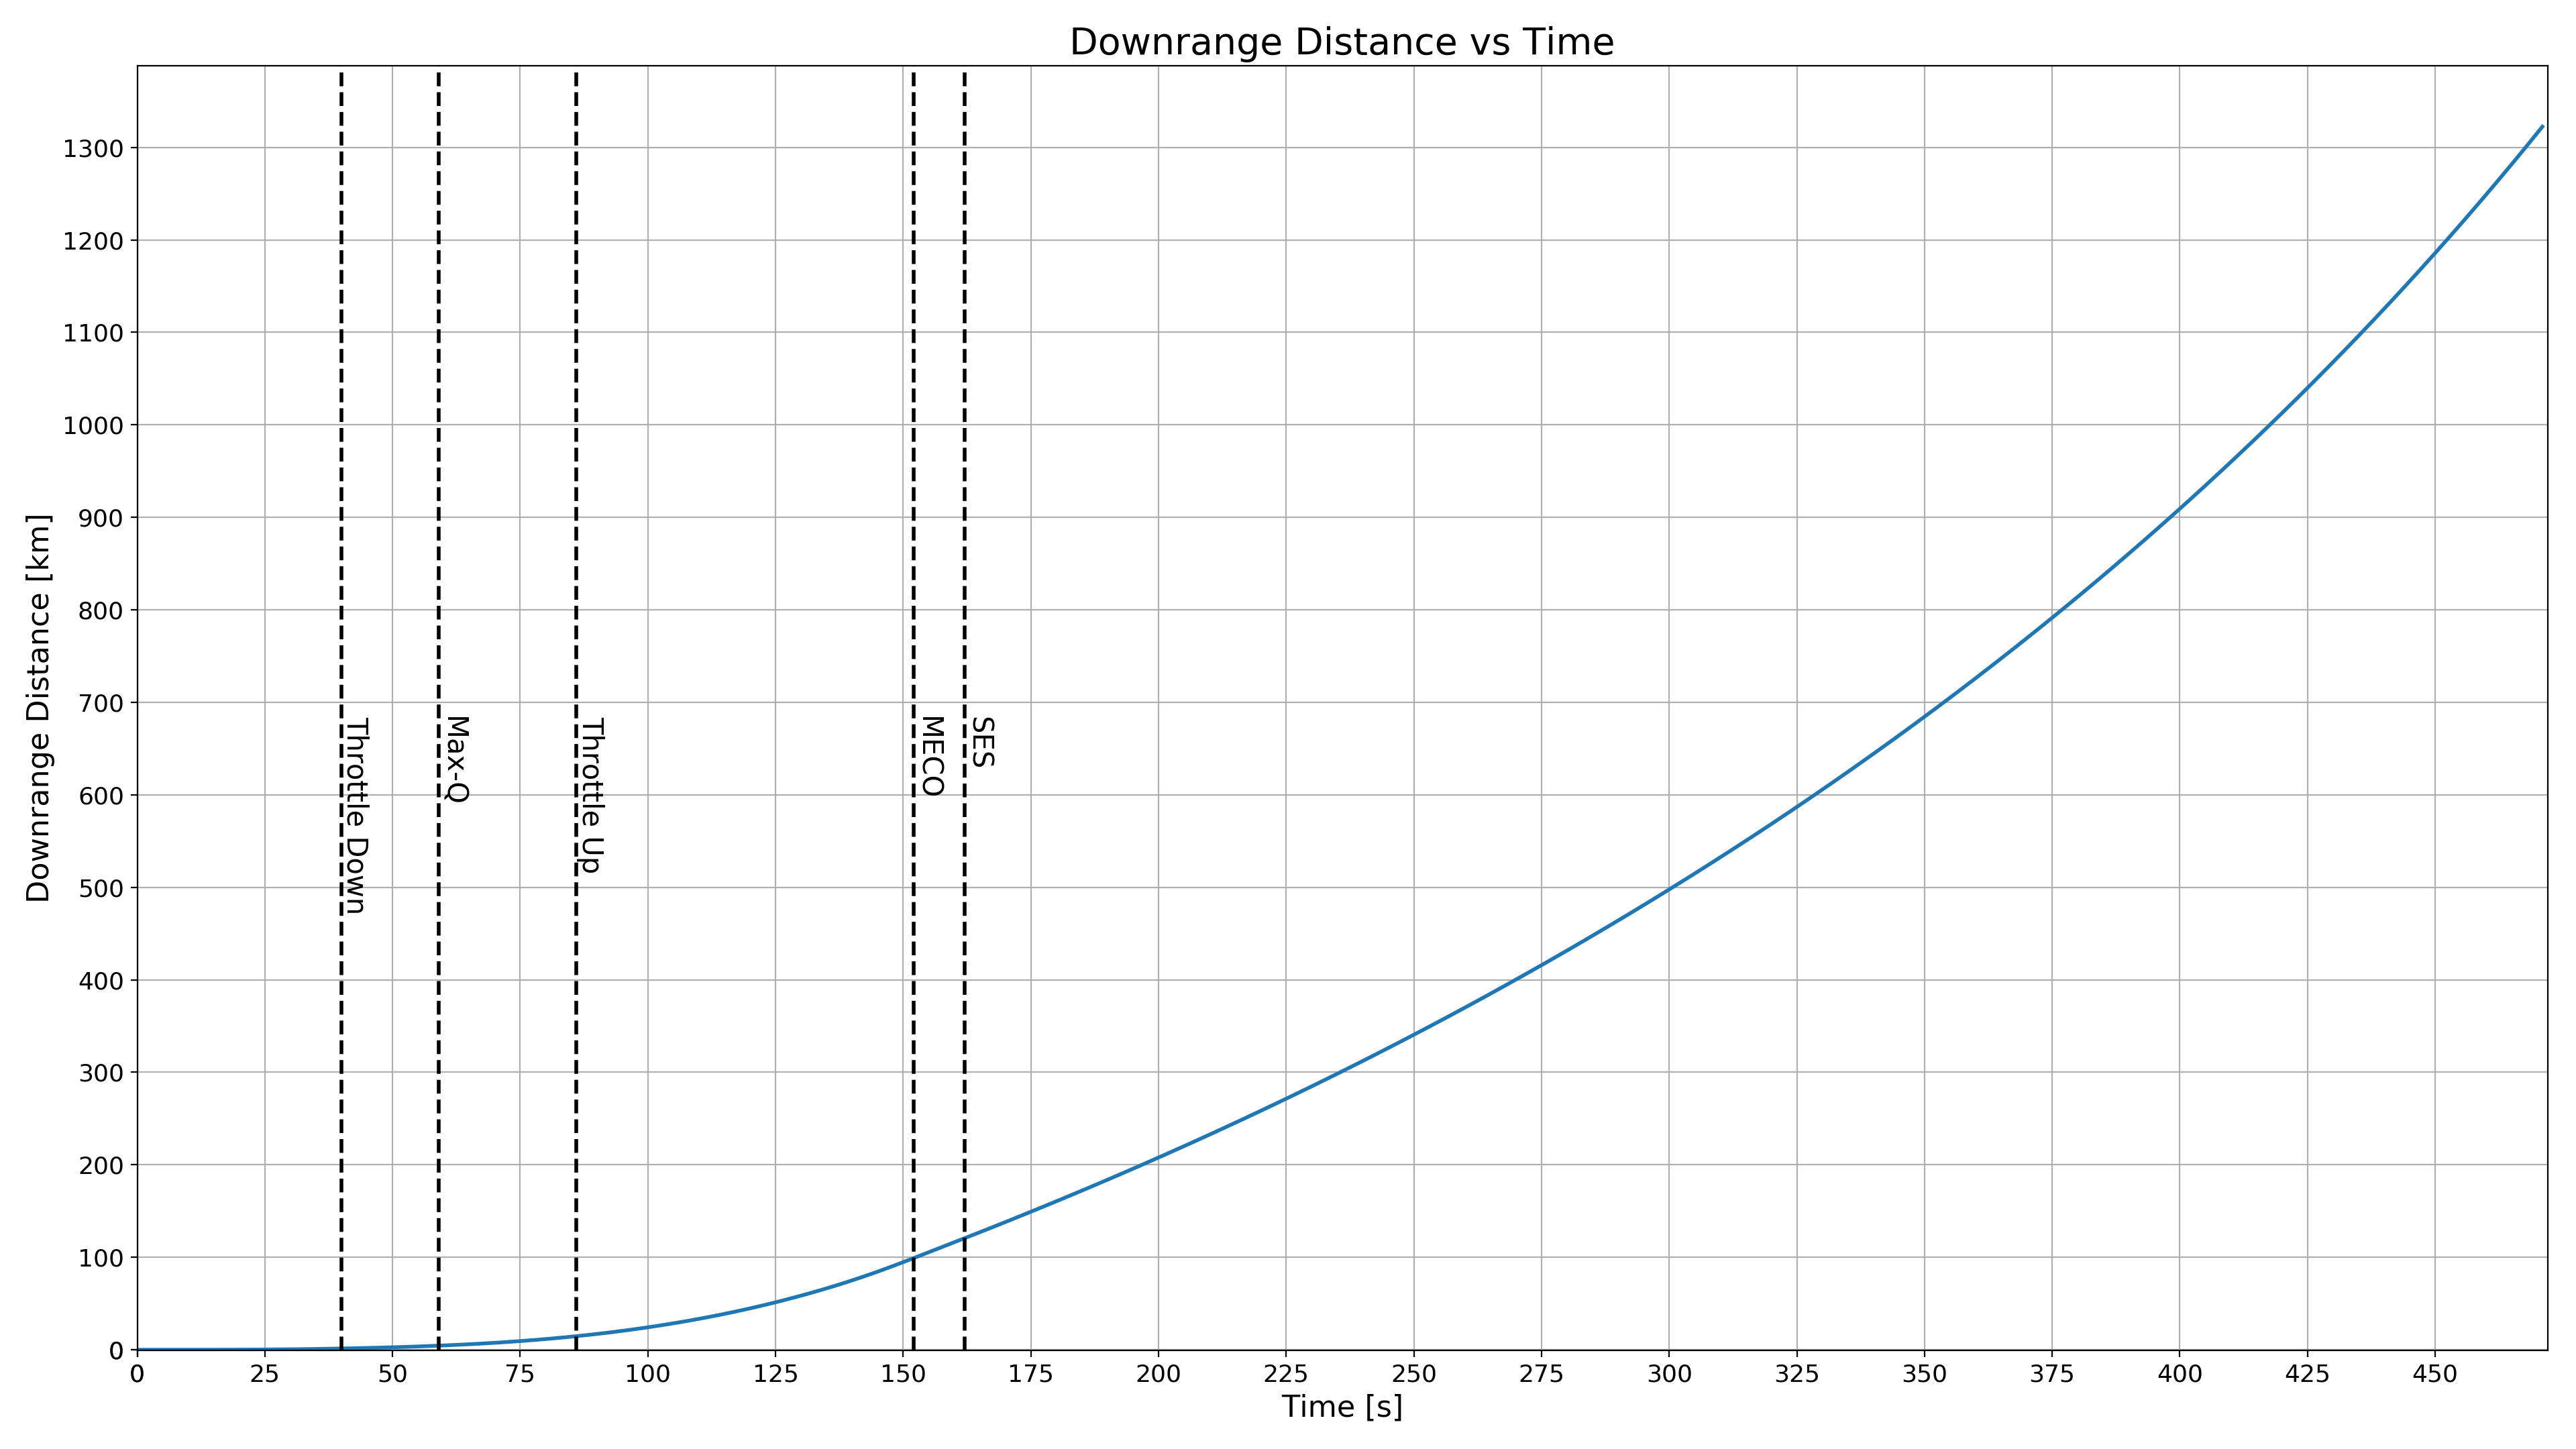 Downrange Distance vs Time
Downrange Distance [km]
1300
1200
1100
1000
900
800
700
600
500
400
300
200
100
0
Throttle Down
Max-Q
Throttle Up
MECO
SES
0 25 50 75 100 125 150 175 200 225 250 275 300 325 350 375 400 425 450
Time [s]